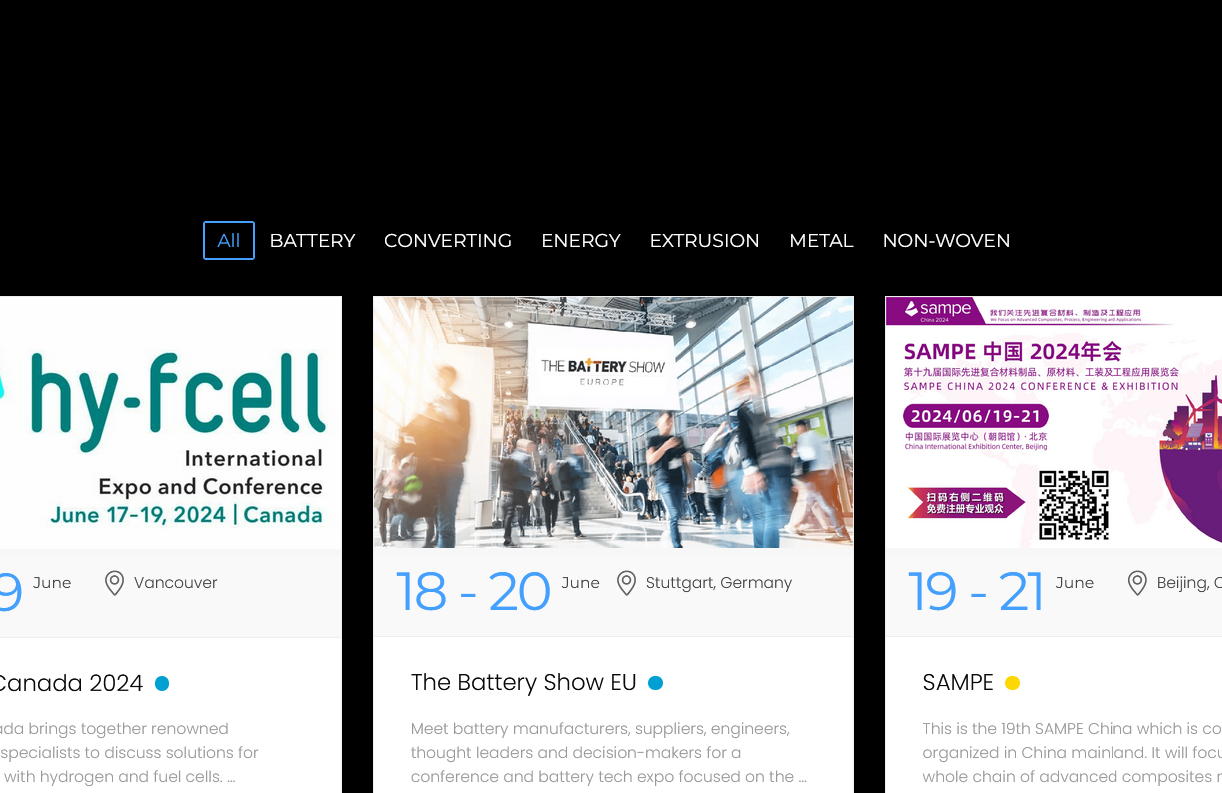 All BATTERY CONVERTING ENERGY EXTRUSION METAL NON-WOVEN
hy-fcell
International
Expo and Conference
June 17-19, 2024 | Canada
9 June Vancouver
Canada 2024
ada brings together renowned
specialists to discuss solutions for
with hydrogen and fuel cells. ...
THE BATTERY SHOW
EUROPE
18 - 20 June Stuttgart, Germany
The Battery Show EU
Meet battery manufacturers, suppliers, engineers,
thought leaders and decision-makers for a
conference and battery tech expo focused on the ...
sampe
China 2024
我们关注先进复合材料、制造及工程应用
We Focus on Advanced Composites, Process, Engineering and Applications
SAMPE 中国 2024年会
第十九届国际先进复合材料制品、原材料、工装及工程应用展览会
SAMPE CHINA 2024 CONFERENCE & EXHIBITION
2024/06/19-21
中国国际展览中心（朝阳馆）· 北京
China International Exhibition Center, Beijing
扫码右侧二维码
免费注册专业观众
19 - 21 June Beijing, C
SAMPE
This is the 19th SAMPE China which is co
organized in China mainland. It will focu
whole chain of advanced composites